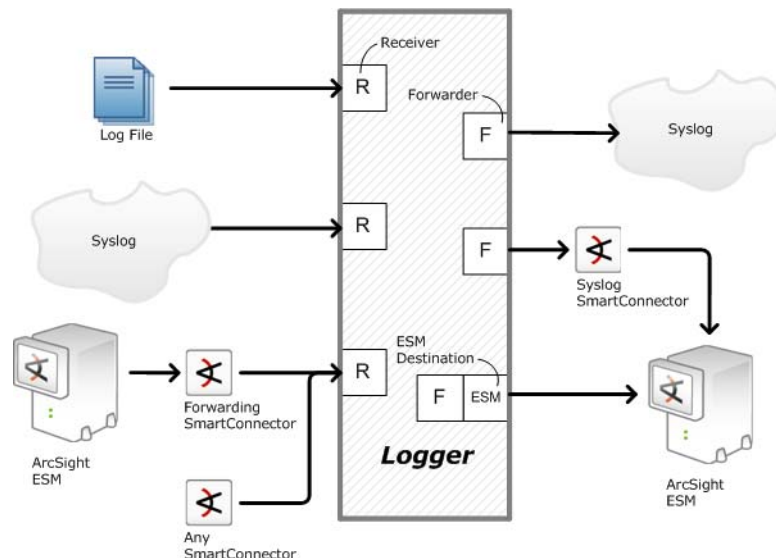 Receiver
R
Log File
Forwarder
F
Syslog
R
Syslog
F
Syslog
SmartConnector
ArcSight
ESM
Forwarding
SmartConnector
R
ESM
Destination
F
ESM
Logger
ArcSight
ESM
Any
SmartConnector